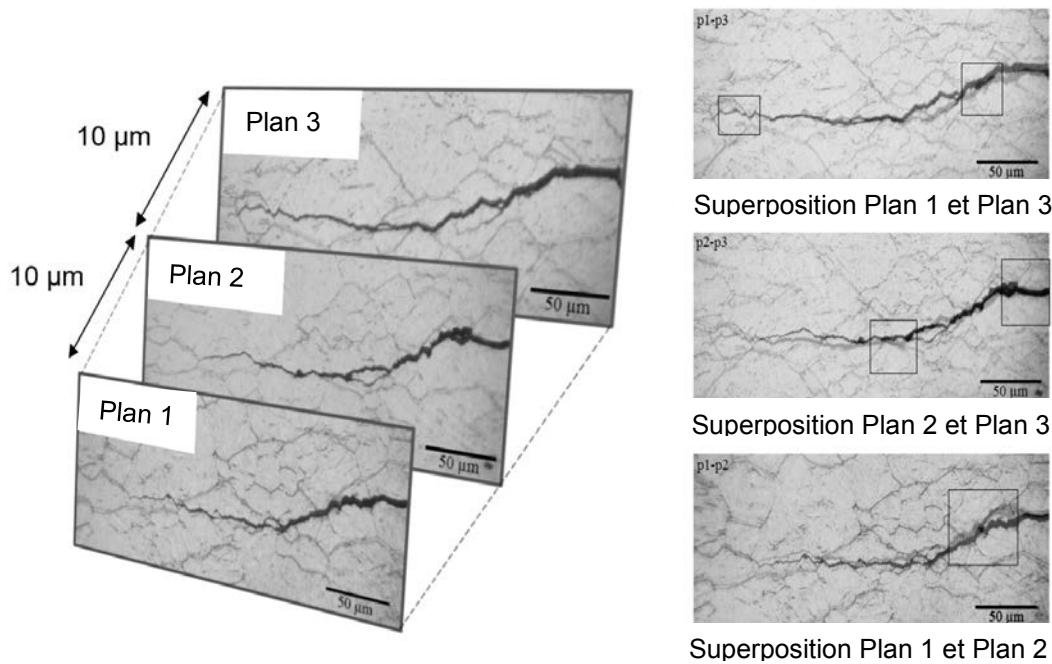 Plan 3
10 µm
50 µm
Plan 2
10 µm
50 µm
Plan 1
50 µm
p1-p3
50 µm
Superposition Plan 1 et Plan 3
p2-p3
50 µm
Superposition Plan 2 et Plan 3
p1-p2
50 µm
Superposition Plan 1 et Plan 2